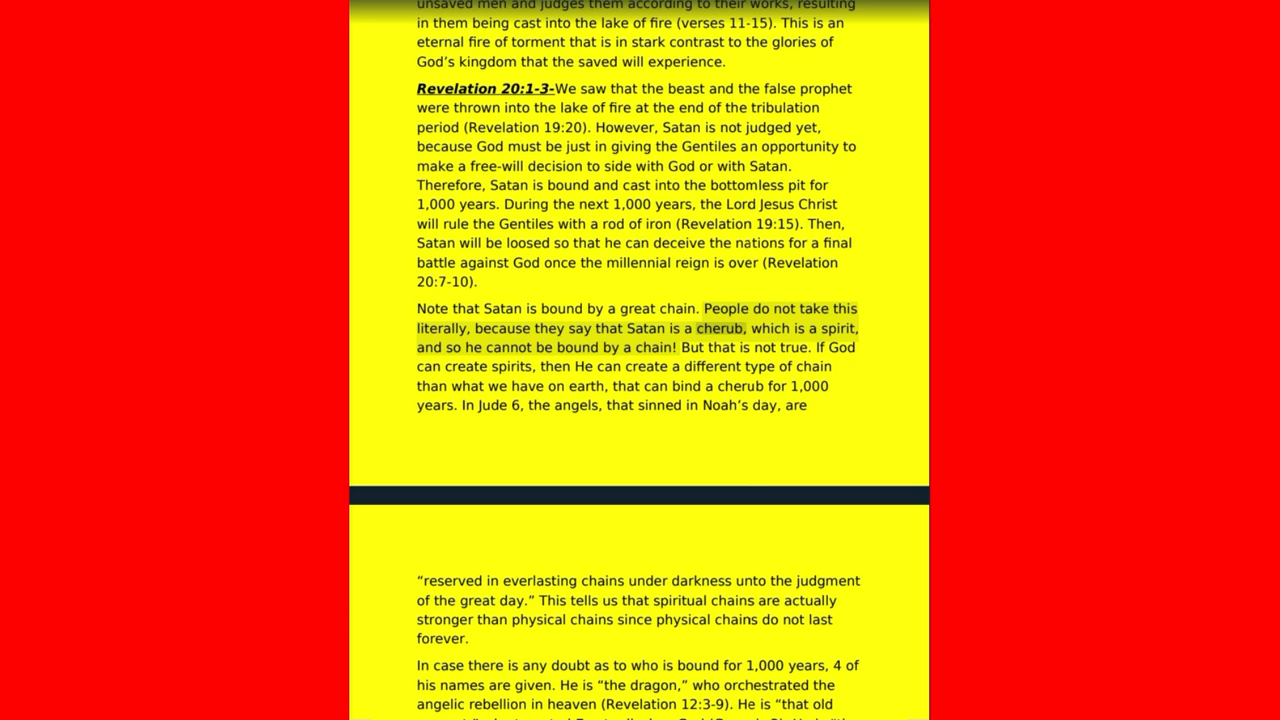 unsaved men and judges them according to their works, resulting
in them being cast into the lake of fire (verses 11-15). This is an
eternal fire of torment that is in stark contrast to the glories of
God’s kingdom that the saved will experience.
Revelation 20:1-3-We saw that the beast and the false prophet
were thrown into the lake of fire at the end of the tribulation
period (Revelation 19:20). However, Satan is not judged yet,
because God must be just in giving the Gentiles an opportunity to
make a free-will decision to side with God or with Satan.
Therefore, Satan is bound and cast into the bottomless pit for
1,000 years. During the next 1,000 years, the Lord Jesus Christ
will rule the Gentiles with a rod of iron (Revelation 19:15). Then,
Satan will be loosed so that he can deceive the nations for a final
battle against God once the millennial reign is over (Revelation
20:7-10).
Note that Satan is bound by a great chain. People do not take this
literally, because they say that Satan is a cherub, which is a spirit,
and so he cannot be bound by a chain! But that is not true. If God
can create spirits, then He can create a different type of chain
than what we have on earth, that can bind a cherub for 1,000
years. In Jude 6, the angels, that sinned in Noah’s day, are
“reserved in everlasting chains under darkness unto the judgment
of the great day.” This tells us that spiritual chains are actually
stronger than physical chains since physical chains do not last
forever.
In case there is any doubt as to who is bound for 1,000 years, 4 of
his names are given. He is “the dragon,” who orchestrated the
angelic rebellion in heaven (Revelation 12:3-9). He is “that old